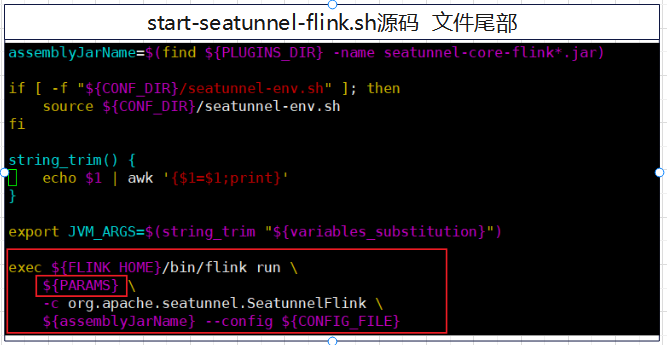 start-seatunnel-flink.sh源码 文件尾部
assemblyJarName=$(find ${PLUGINS_DIR} -name seatunnel-core-flink*.jar)
if [ -f "${CONF_DIR}/seatunnel-env.sh" ]; then
source ${CONF_DIR}/seatunnel-env.sh
fi
string_trim() {
echo $1 | awk '{$1=$1;print}'
}
export JVM_ARGS=$(string_trim "${variables_substitution}")
exec ${FLINK_HOME}/bin/flink run \
${PARAMS} \
-c org.apache.seatunnel.SeatunnelFlink \
${assemblyJarName} --config ${CONFIG_FILE}